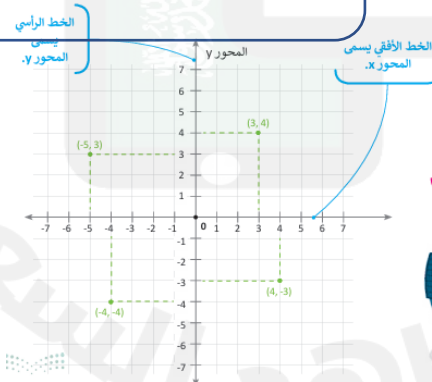 الخط الرأسي
يسمى
المحور y.
الخط الأفقي يسمى
المحور x.
المحور y
7
6
5
4
3
2
1
(3, 4)
(-5, 3)
-7 -6 -5 -4 -3 -2 -1 0 1 2 3 4 5 6 7
-1
-2
-3
-4
-5
-6
-7
(4, -3)
(-4, -4)